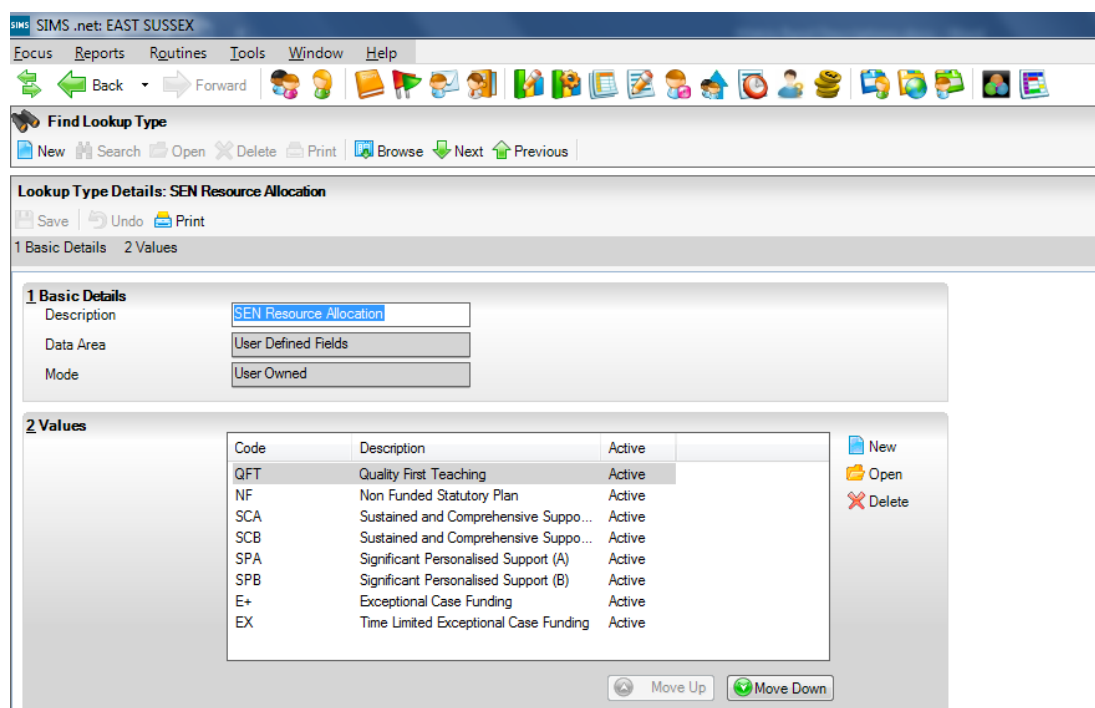 SIMS SIMS .net: EAST SUSSEX
Focus Reports Routines Tools Window Help
Back Forward
Find Lookup Type
New Search Open Delete Print Browse Next Previous
Lookup Type Details: SEN Resource Allocation
Save Undo Print
1 Basic Details 2 Values
1 Basic Details
Description SEN Resource Allocation
Data Area User Defined Fields
Mode User Owned
2 Values
Code Description Active
New
QFT Quality First Teaching Active
Open
NF Non Funded Statutory Plan Active
Delete
SCA Sustained and Comprehensive Suppo... Active
SCB Sustained and Comprehensive Suppo... Active
SPA Significant Personalised Support (A) Active
SPB Significant Personalised Support (B) Active
E+ Exceptional Case Funding Active
EX Time Limited Exceptional Case Funding Active
Move Up Move Down